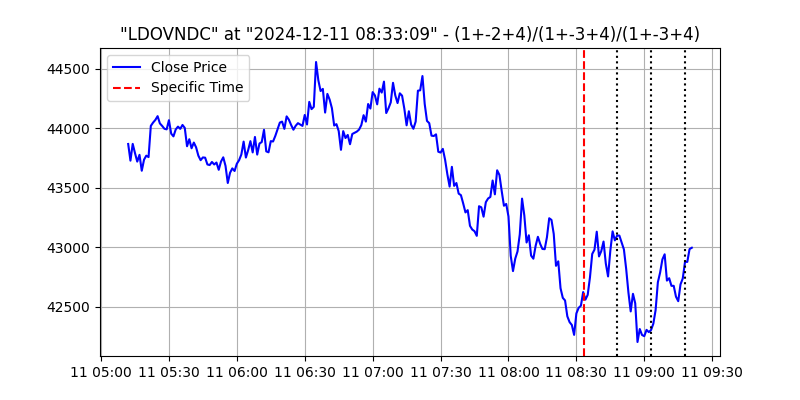 "LDOVNDC" at "2024-12-11 08:33:09" - (1+-2+4)/(1+-3+4)/(1+-3+4)
Close Price
Specific Time
44500
44000
43500
43000
42500
11 05:00 11 05:30 11 06:00 11 06:30 11 07:00 11 07:30 11 08:00 11 08:30 11 09:00 11 09:30